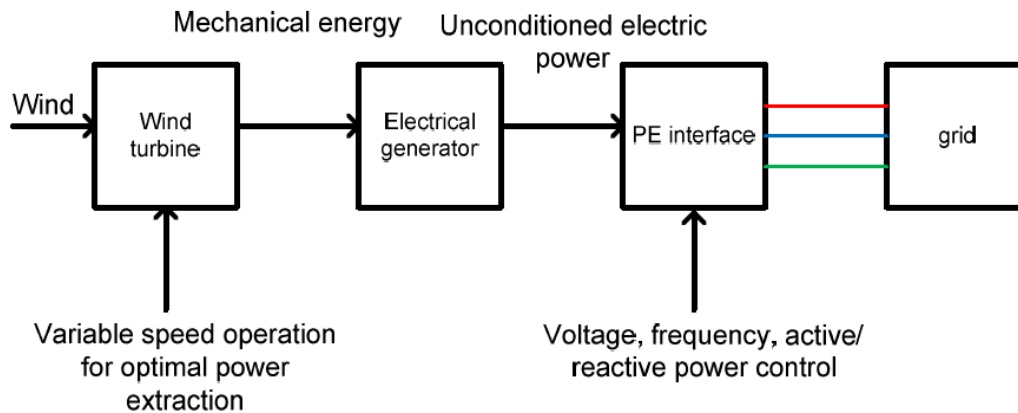 Mechanical energy
Unconditioned electric
power
Wind
Wind
turbine
Electrical
generator
PE interface
grid
Variable speed operation
for optimal power
extraction
Voltage, frequency, active/
reactive power control